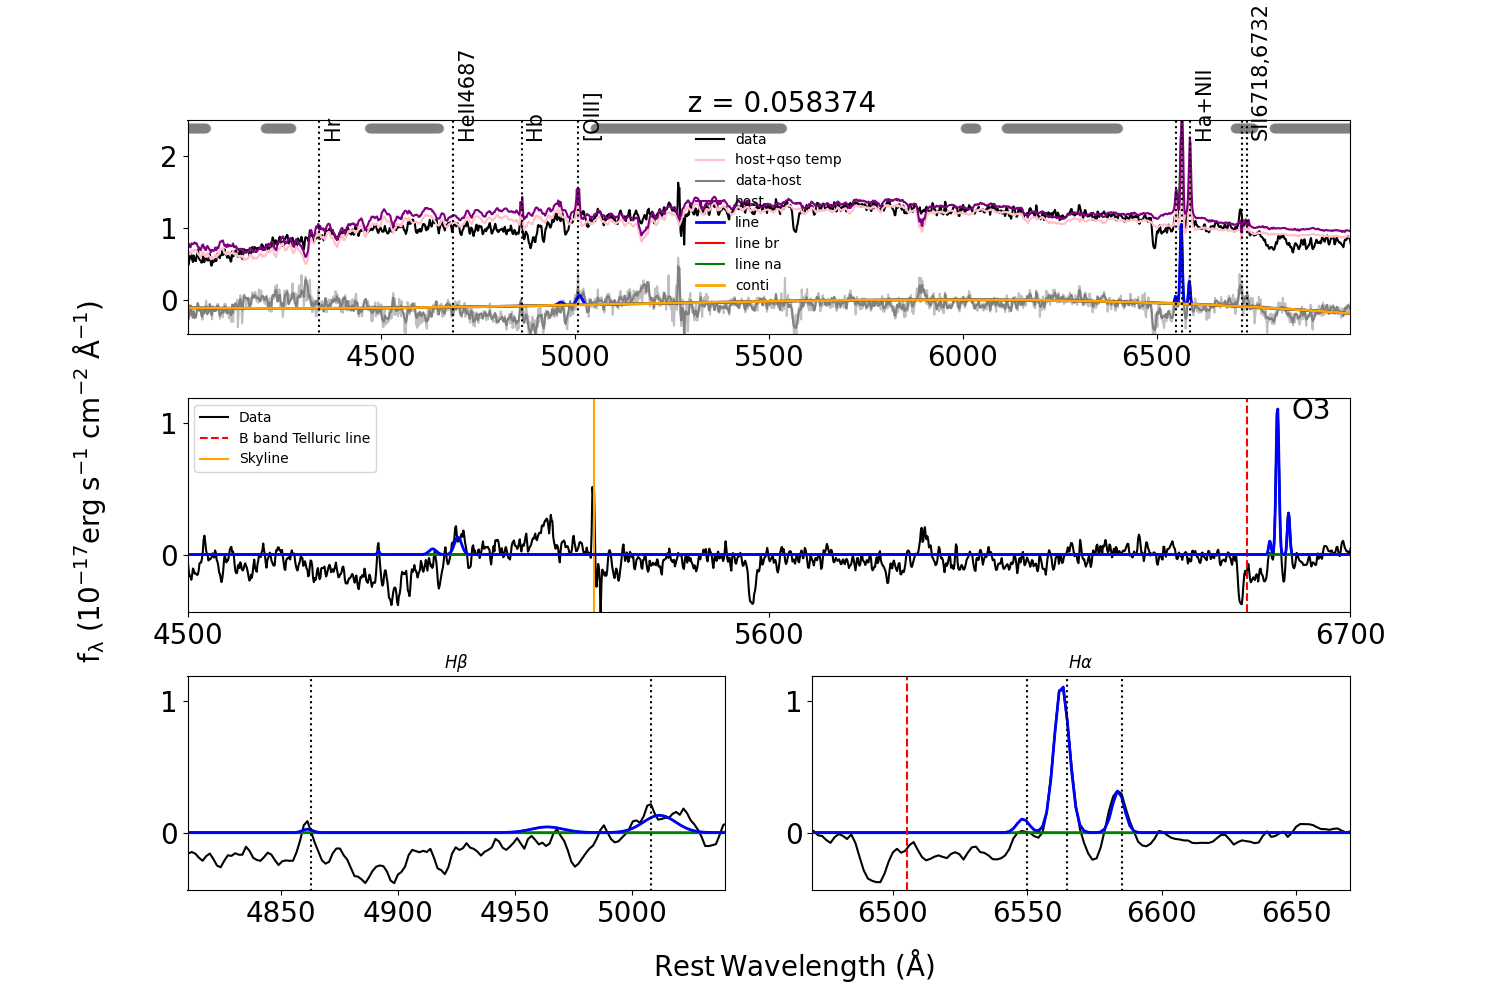 z = 0.058374
Hr
HeII4687
Hb
[OIII]
Ha+NII
SII6718,6732
data
host+qso temp
data-host
host
line
line br
line na
conti
2
1
0
4500 5000 5500 6000 6500
Data
B band Telluric line
Skyline
O3
1
0
4500 5600 6700
fλ (10⁻¹⁷erg s⁻¹ cm⁻² Å⁻¹)
Hβ
1
0
4850 4900 4950 5000
Hα
1
0
6500 6550 6600 6650
Rest Wavelength (Å)